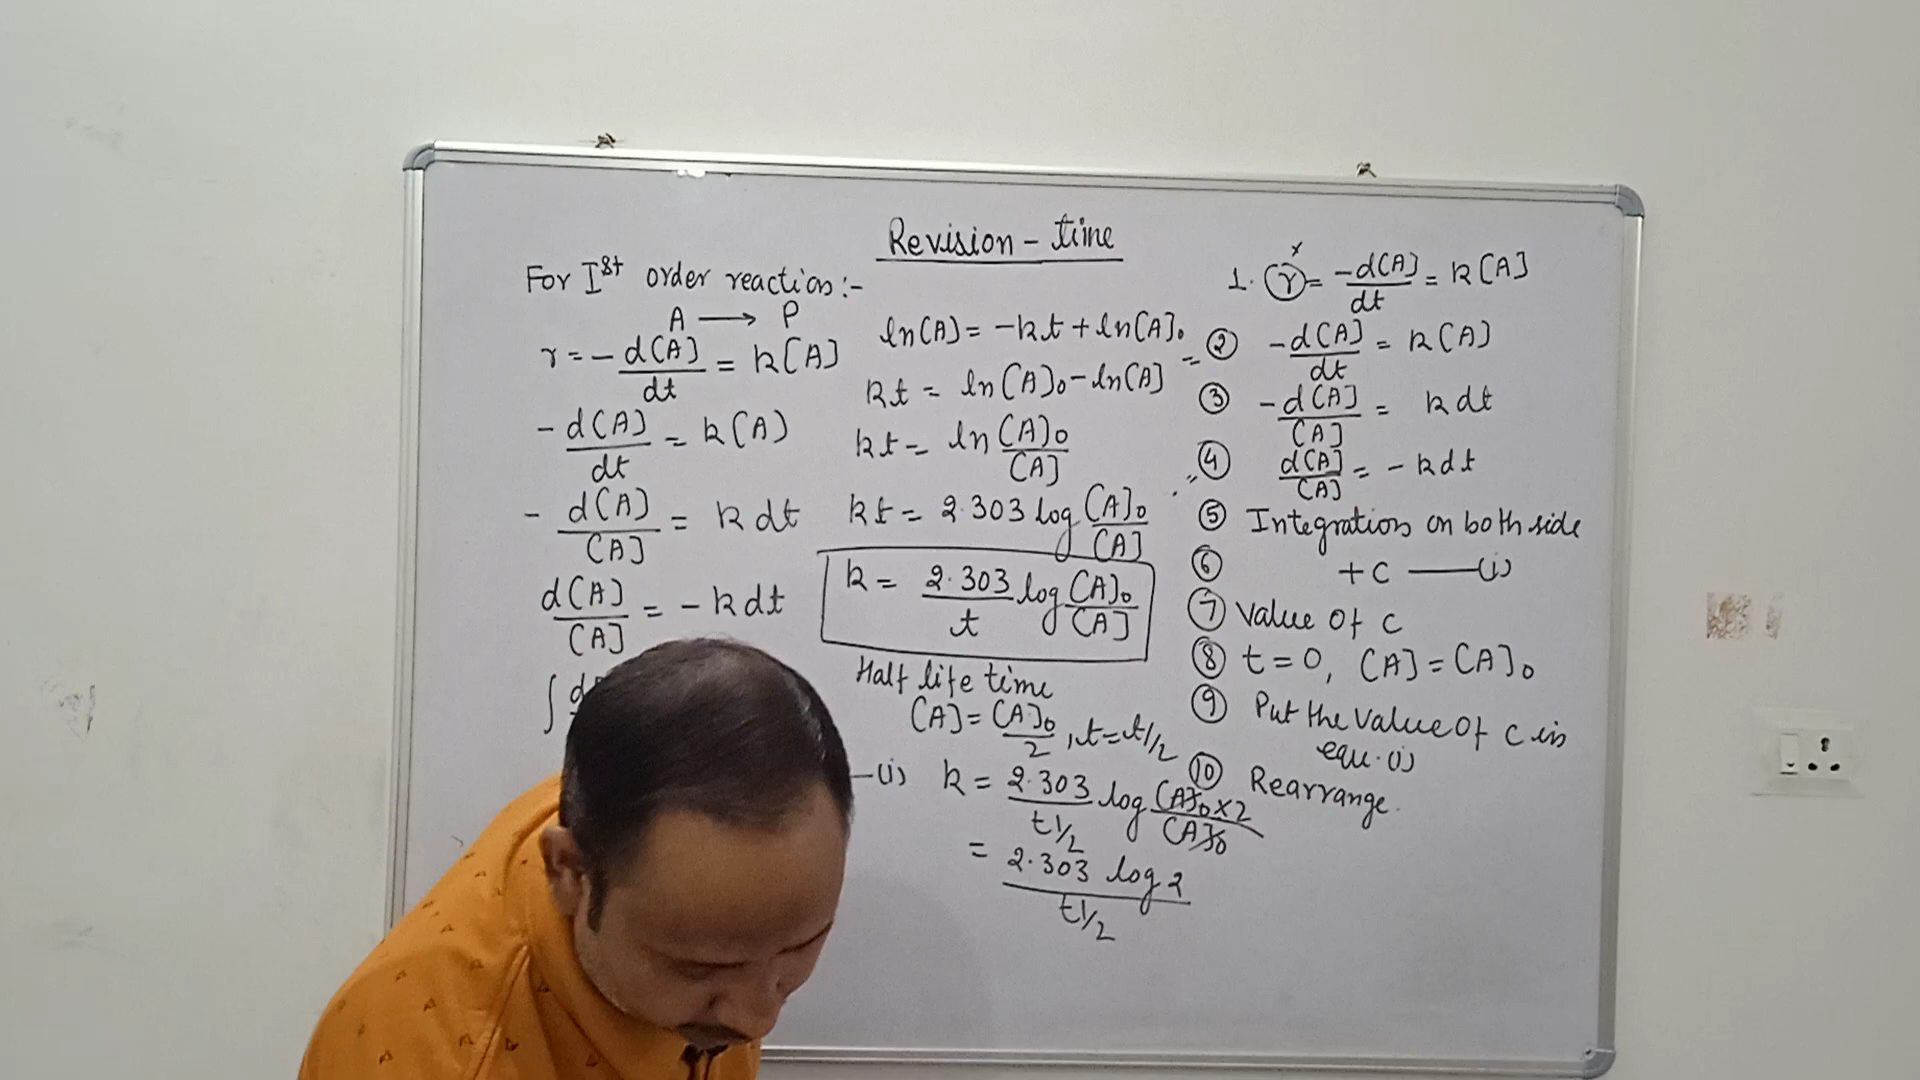 Revision - time
For Ist order reaction :-
A ⟶ P
r = - d[A]/dt = k[A]
- d[A]/dt = k[A]
- d[A]/[A] = k dt
d[A]/[A] = - k dt
ln[A] = -kt + ln[A]₀
kt = ln[A]₀ - ln[A]
kt = ln [A]₀/[A]
kt = 2.303 log [A]₀/[A]
k = 2.303/t log [A]₀/[A]
Half life time
[A] = [A]₀/2, t = t1/2
—(i) k = 2.303/t1/2 log [A]₀×2/[A]₀
= 2.303 log 2/t1/2
1. r = -d[A]/dt = k[A]
② -d[A]/dt = k[A]
③ -d[A]/[A] = k dt
④ d[A]/[A] = - k dt
⑤ Integration on both side
⑥ + C —(i)
⑦ Value of C
⑧ t = 0, [A] = [A]₀
⑨ Put the value of C in
equ. (i)
⑩ Rearrange.